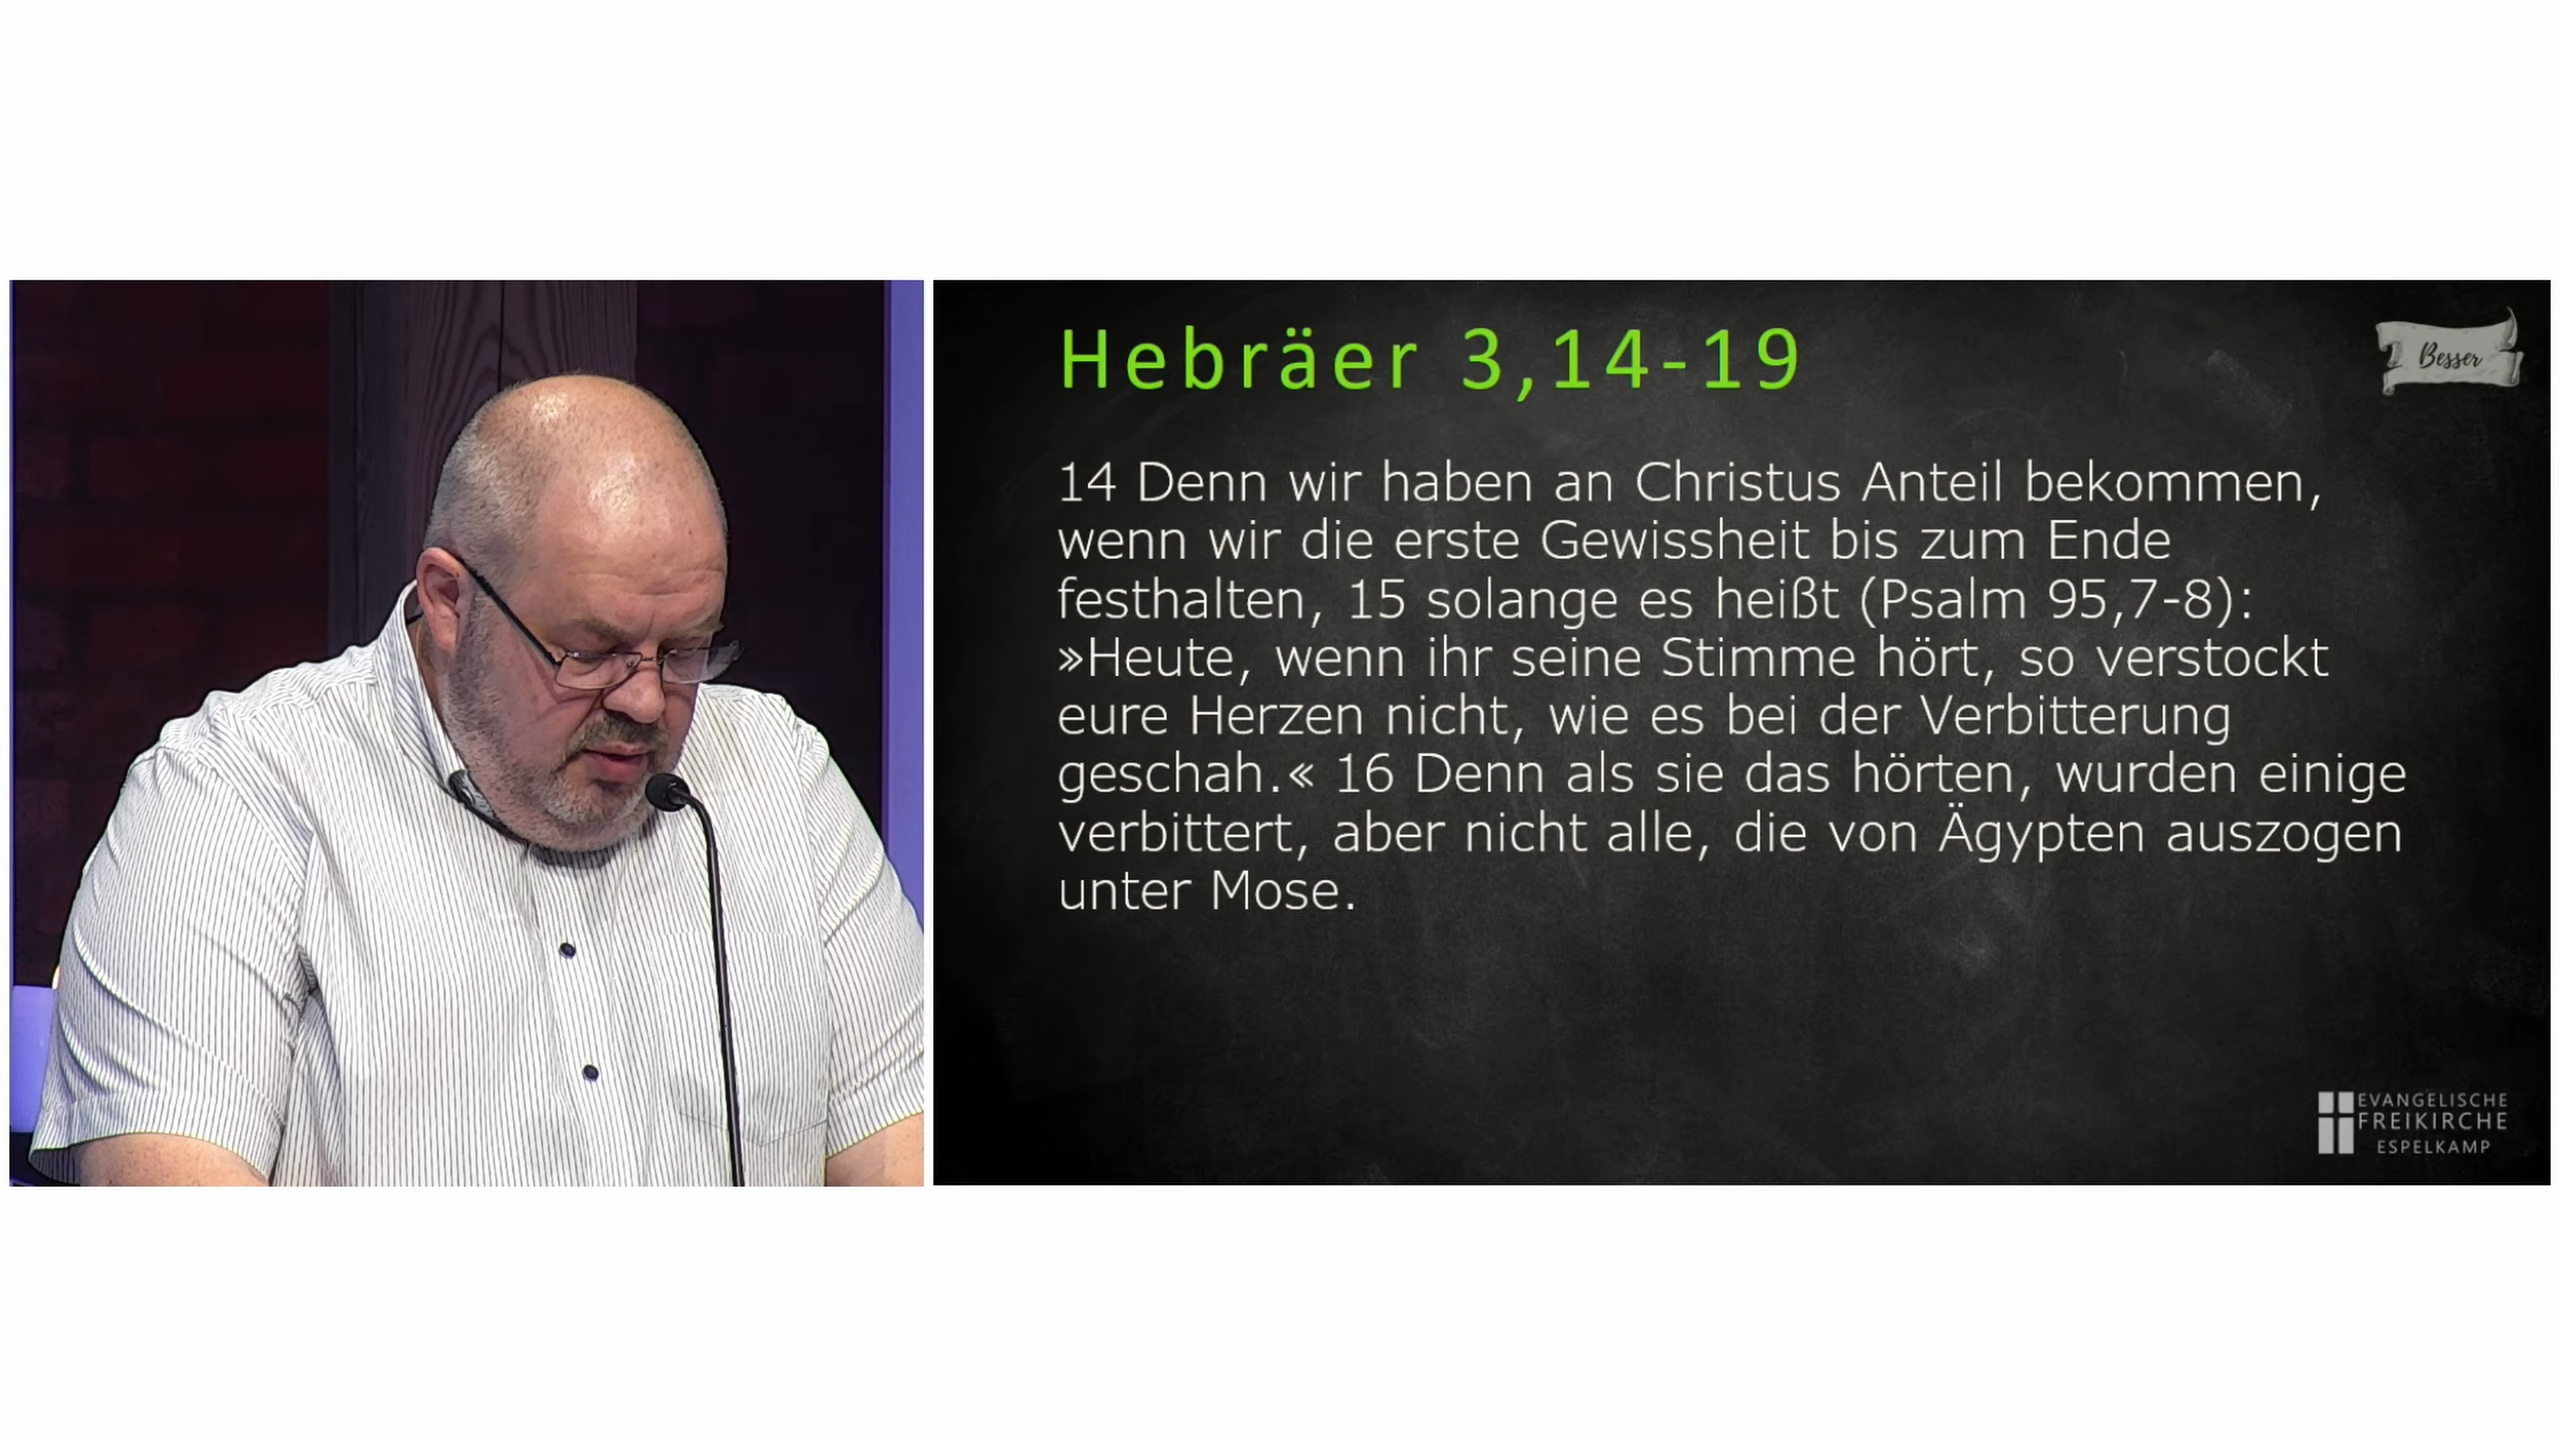 Hebräer 3,14-19
Besser
14 Denn wir haben an Christus Anteil bekommen,
wenn wir die erste Gewissheit bis zum Ende
festhalten, 15 solange es heißt (Psalm 95,7-8):
»Heute, wenn ihr seine Stimme hört, so verstockt
eure Herzen nicht, wie es bei der Verbitterung
geschah.« 16 Denn als sie das hörten, wurden einige
verbittert, aber nicht alle, die von Ägypten auszogen
unter Mose.
EVANGELISCHE
FREIKIRCHE
ESPELKAMP